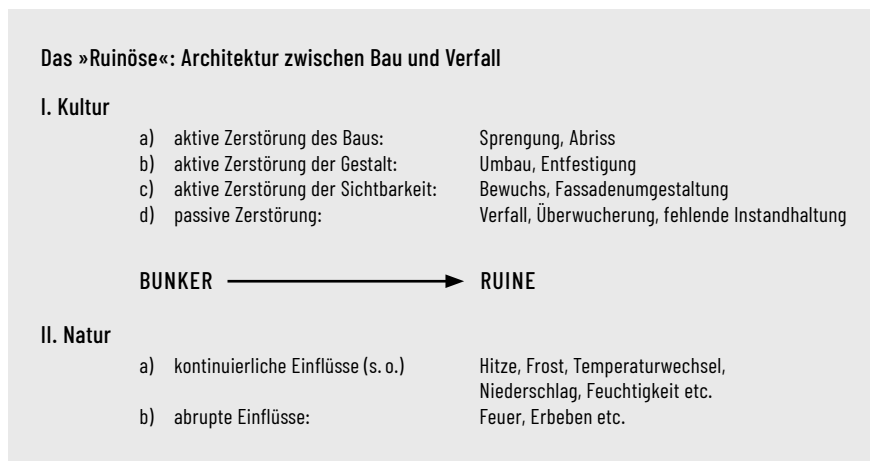 Das »Ruinöse«: Architektur zwischen Bau und Verfall
I. Kultur
a) aktive Zerstörung des Baus: Sprengung, Abriss
b) aktive Zerstörung der Gestalt: Umbau, Entfestigung
c) aktive Zerstörung der Sichtbarkeit: Bewuchs, Fassadenumgestaltung
d) passive Zerstörung: Verfall, Überwucherung, fehlende Instandhaltung
BUNKER RUINE
II. Natur
a) kontinuierliche Einflüsse (s. o.) Hitze, Frost, Temperaturwechsel,
Niederschlag, Feuchtigkeit etc.
b) abrupte Einflüsse: Feuer, Erbeben etc.